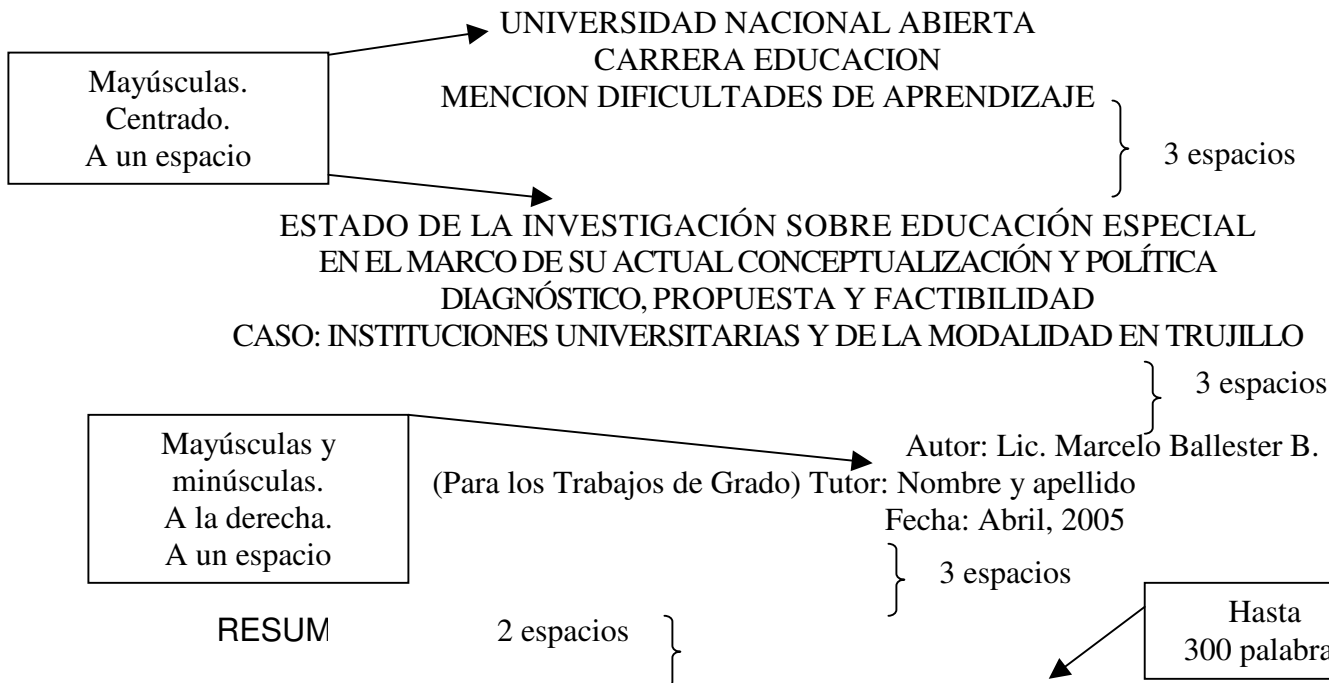 UNIVERSIDAD NACIONAL ABIERTA
CARRERA EDUCACION
MENCION DIFICULTADES DE APRENDIZAJE
Mayúsculas.
Centrado.
A un espacio
3 espacios
ESTADO DE LA INVESTIGACIÓN SOBRE EDUCACIÓN ESPECIAL
EN EL MARCO DE SU ACTUAL CONCEPTUALIZACIÓN Y POLÍTICA
DIAGNÓSTICO, PROPUESTA Y FACTIBILIDAD
CASO: INSTITUCIONES UNIVERSITARIAS Y DE LA MODALIDAD EN TRUJILLO
3 espacios
Mayúsculas y
minúsculas.
A la derecha.
A un espacio
Autor: Lic. Marcelo Ballester B.
(Para los Trabajos de Grado) Tutor: Nombre y apellido
Fecha: Abril, 2005
3 espacios
RESUM
2 espacios
Hasta
300 palabra